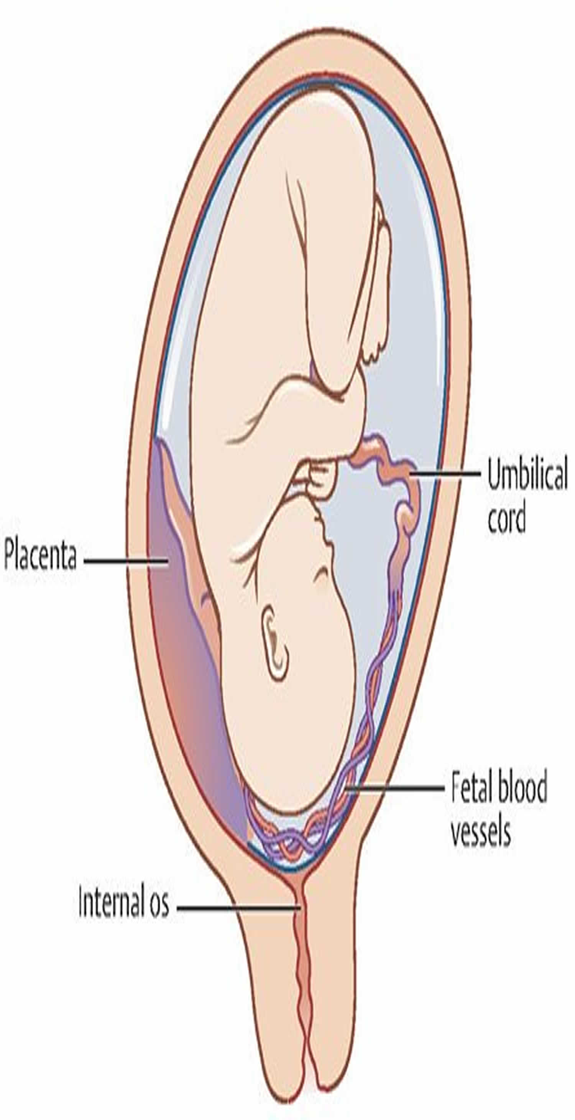 Umbilical
cord
Placenta
Fetal blood
vessels
Internal os